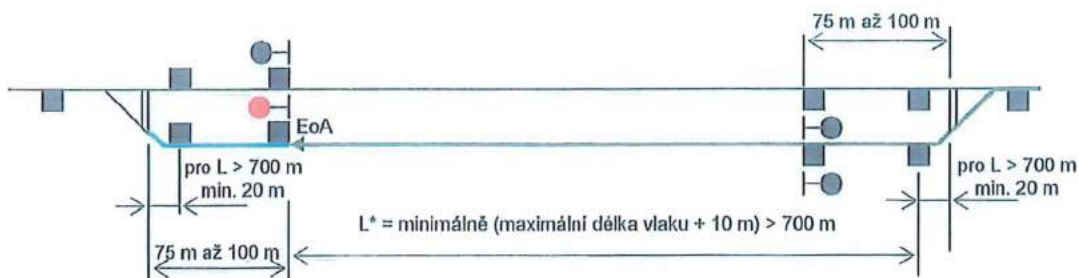 75 m až 100 m
EoA
pro L > 700 m
min. 20 m
pro L > 700 m
min. 20 m
L* = minimálně (maximální délka vlaku + 10 m) > 700 m
75 m až 100 m